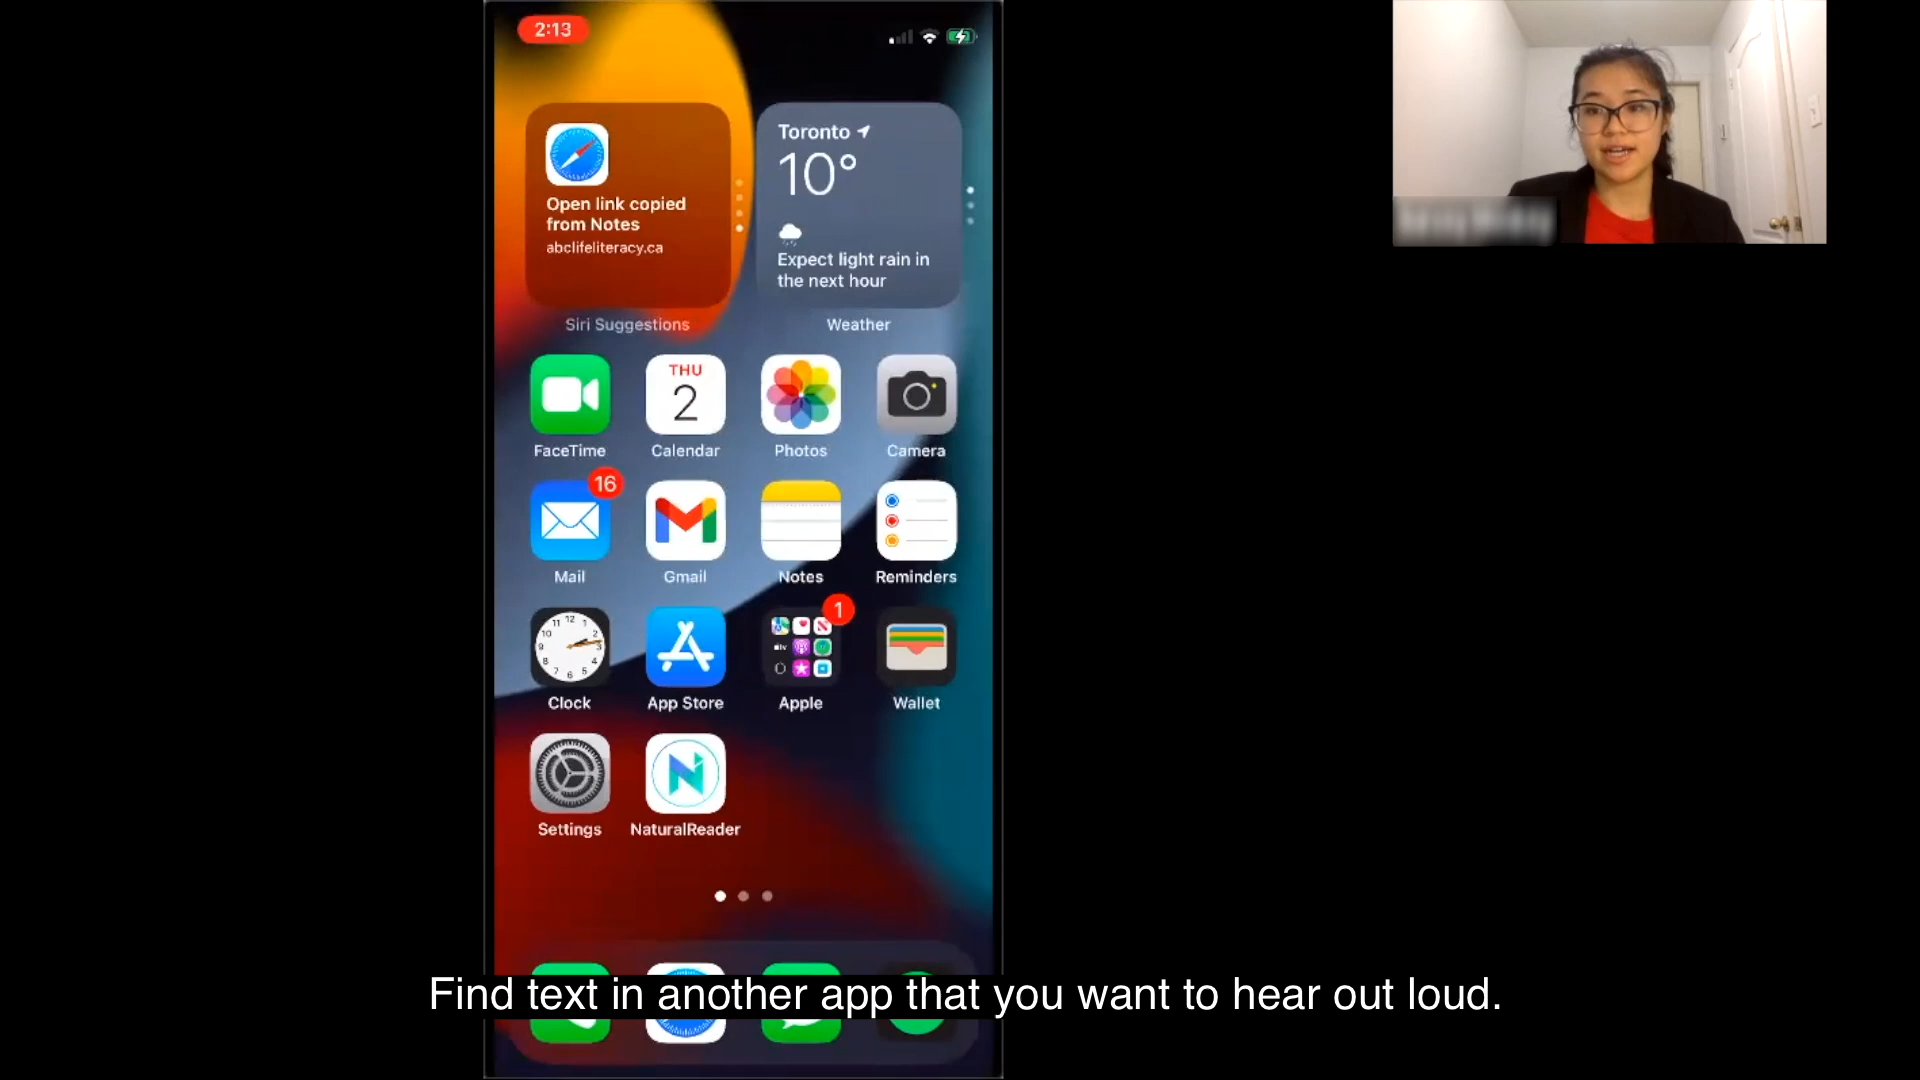 2:13
Open link copied
from Notes
abclifeliteracy.ca
Siri Suggestions
Toronto
10°
Expect light rain in
the next hour
Weather
THU
2
FaceTime
Calendar
Photos
Camera
16
Mail
Gmail
Notes
Reminders
1
Clock
App Store
Apple
Wallet
Settings
NaturalReader
Find text in another app that you want to hear out loud.